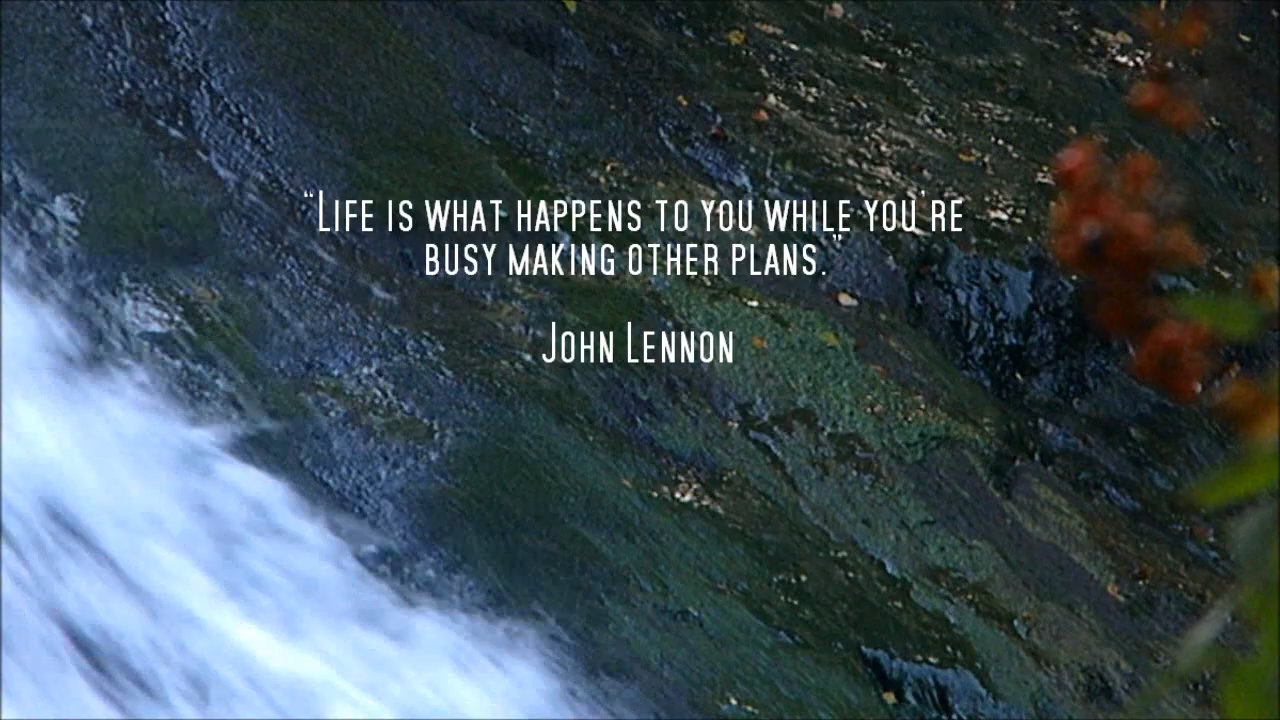 “Life is what happens to you while you're
busy making other plans.”
John Lennon